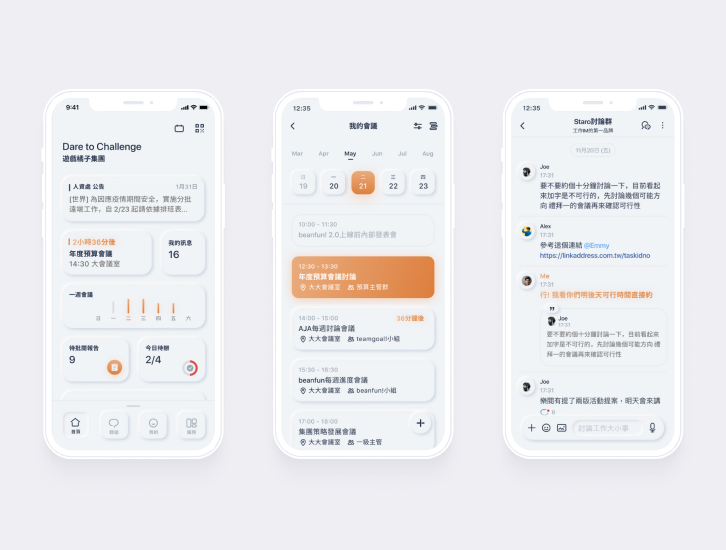 9:41
Dare to Challenge
遊戲橘子集團
人資處 公告
1月31日
[世界] 為因應疫情期間安全，實施分批
遠端工作，自 2/23 起請依據排班表...
2小時36分後
年度預算會議
14:30 大會議室
我的訊息
16
一週會議
日 一 二 三 四 五
待批閱報告
9
今日待辦
2/4
首頁
12:35
我的會議
Mar Apr May Jun Jul Aug
日 一 二 三 四
19 20 21 22 23
10:00 - 11:30
beanfun! 2.0上線前內部發表會
12:30 - 13:30
年度預算會議討論
大大會議室 預算主管群
14:00 - 15:00
36分鐘後
AJA每週討論會議
大大會議室 teamgoal!小組
15:30 - 16:30
beanfun每週進度會議
大大會議室 beanfun!小組
17:00 - 18:00
集團策略發展會議
大大會議室 一級主管
12:35
Staro討論群
工作IM的第一品牌
11月20日 (五)
Joe
17:31
要不要約個十分鐘討論一下，目前看起
來加字是不可行的，先討論幾個可能方
向 禮拜一的會議再來確認可行性
Alex
17:31
參考這個連結 @Emmy
https://linkaddress.com.tw/taskidno
Me
17:31
行! 我看你們明後天可行時間直接約
Joe
17:31
要不要約個十分鐘討論一下，目前看起來
加字是不可行的，先討論幾個可能方向 禮
拜一的會議再來確認可行性
Joe
17:31
樂閎有提了兩版活動提案，明天會來講
6
討論工作大小事